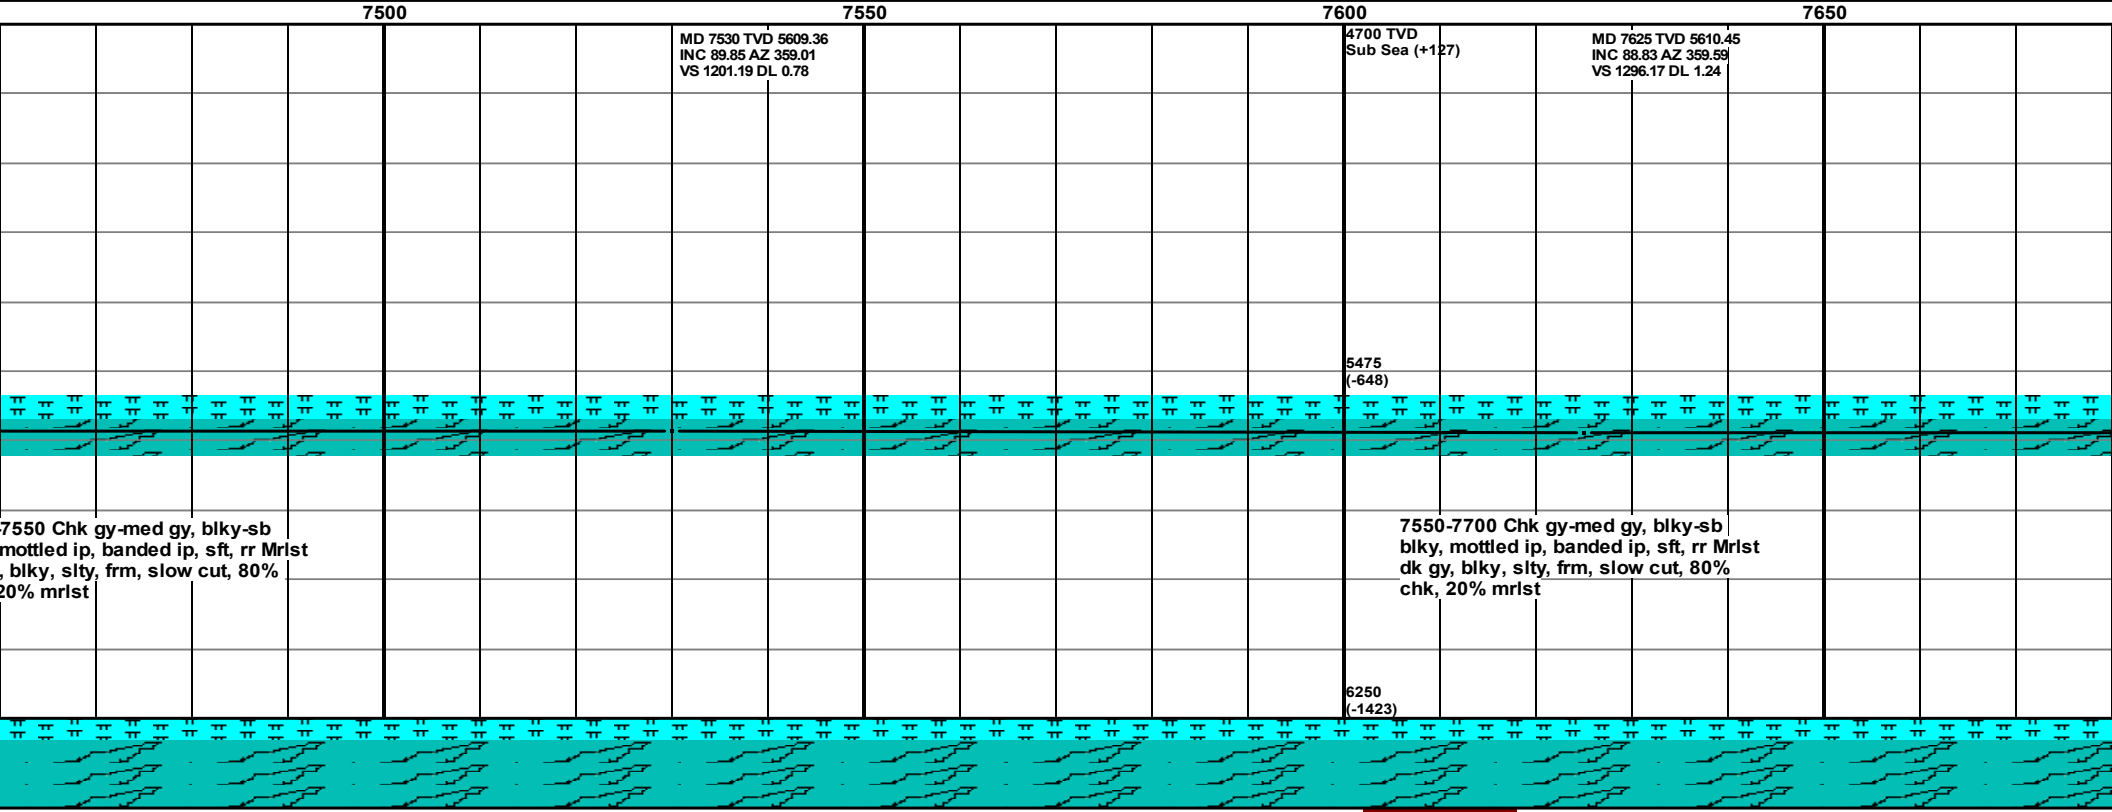 7500 7550 7600 7650
MD 7530 TVD 5609.36
INC 89.85 AZ 359.01
VS 1201.19 DL 0.78
4700 TVD
Sub Sea (+127)
MD 7625 TVD 5610.45
INC 88.83 AZ 359.59
VS 1296.17 DL 1.24
5475
(-648)
-7550 Chk gy-med gy, blky-sb
mottled ip, banded ip, sft, rr Mrlst
, blky, slty, frm, slow cut, 80%
20% mrlst
7550-7700 Chk gy-med gy, blky-sb
blky, mottled ip, banded ip, sft, rr Mrlst
dk gy, blky, slty, frm, slow cut, 80%
chk, 20% mrlst
6250
(-1423)